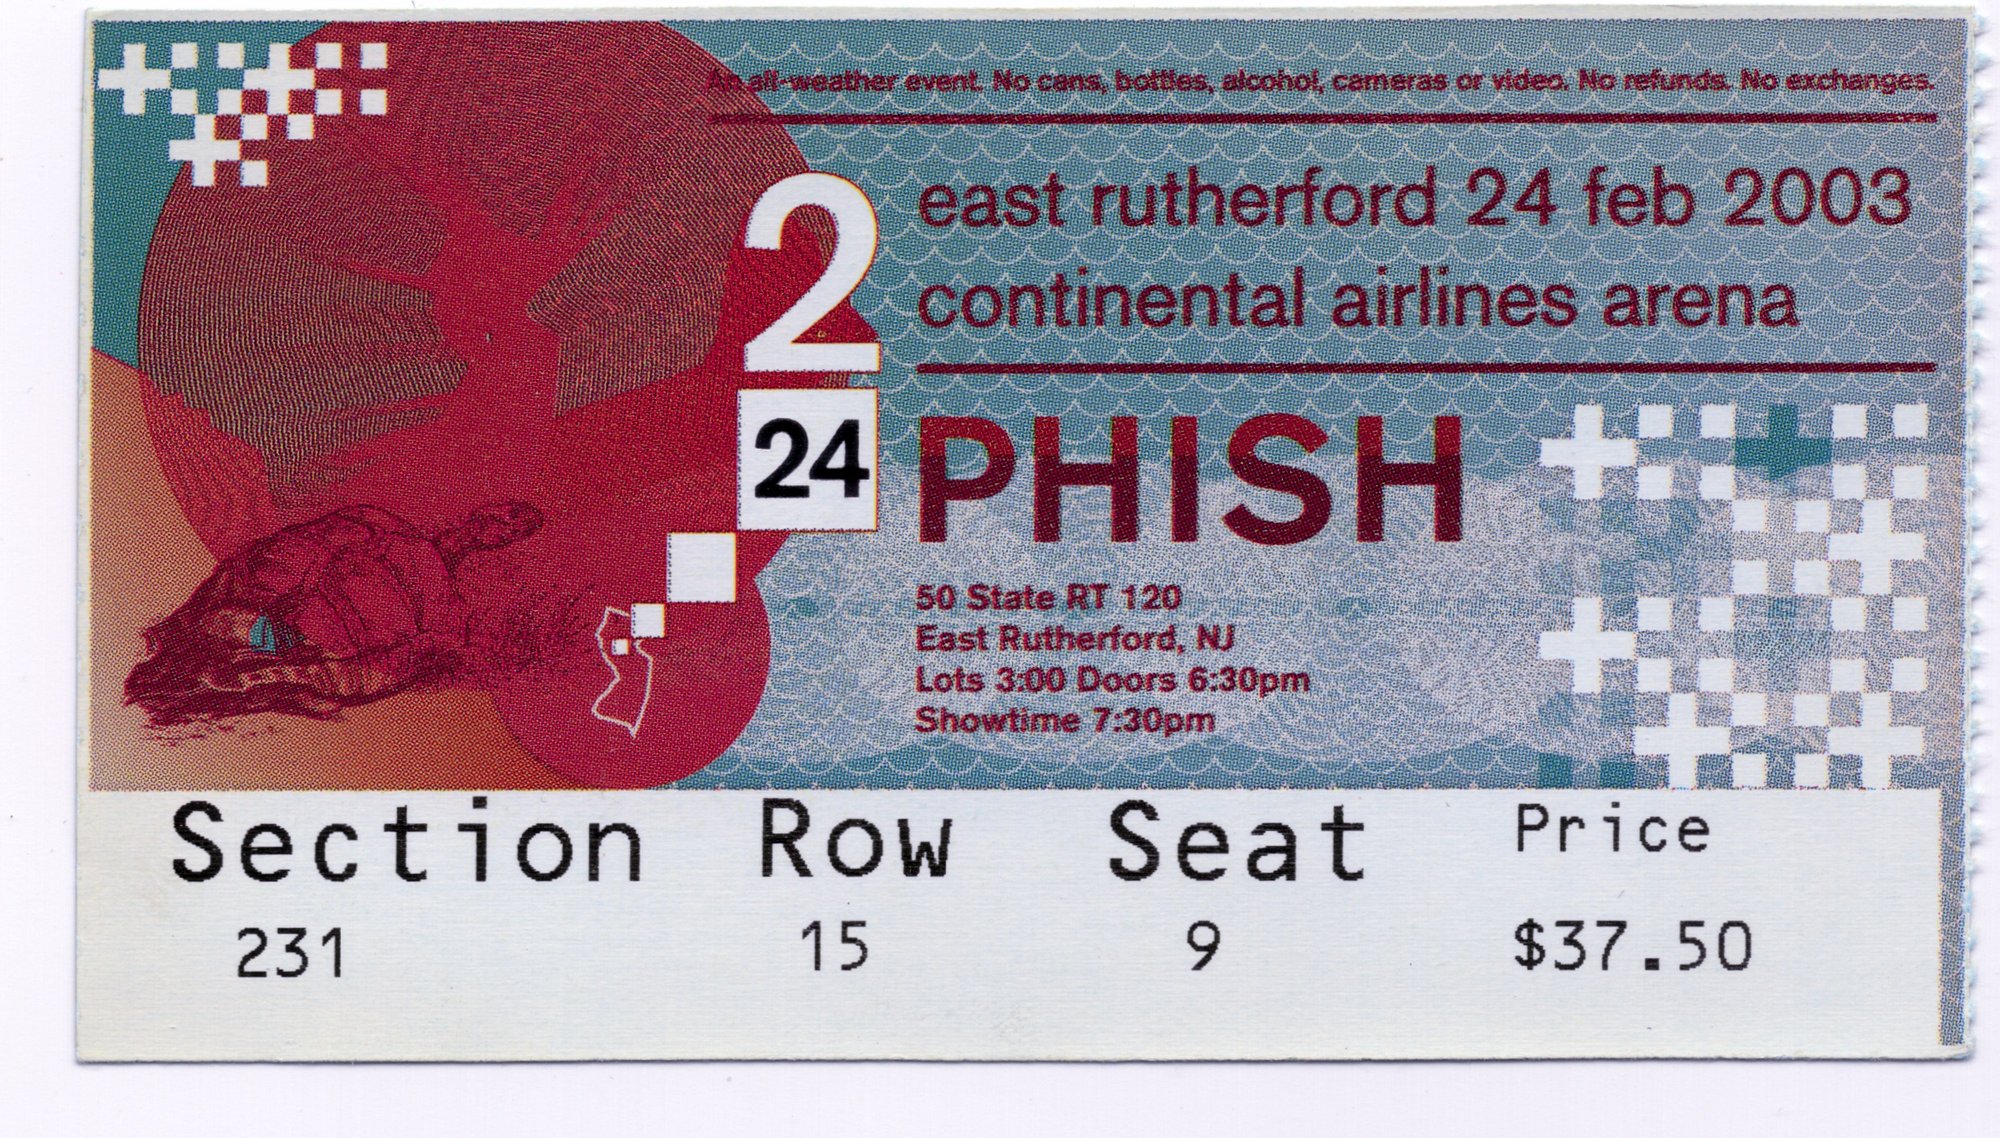 An all-weather event. No cans, bottles, alcohol, cameras or video. No refunds. No exchanges.
east rutherford 24 feb 2003
continental airlines arena
2
24
PHISH
50 State RT 120
East Rutherford, NJ
Lots 3:00 Doors 6:30pm
Showtime 7:30pm
Section Row Seat Price
231 15 9 $37.50